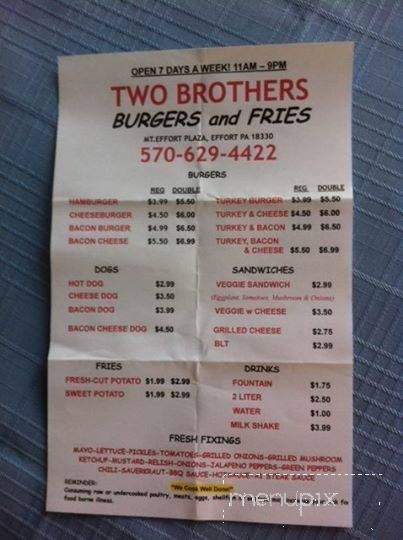 OPEN 7 DAYS A WEEK! 11AM – 9PM
TWO BROTHERS
BURGERS and FRIES
MT.EFFORT PLAZA, EFFORT PA 18330
570-629-4422
BURGERS
REG DOUBLE
HAMBURGER $3.99 $5.50
CHEESEBURGER $4.50 $6.00
BACON BURGER $4.99 $6.50
BACON CHEESE $5.50 $6.99
REG DOUBLE
TURKEY BURGER $3.99 $5.50
TURKEY & CHEESE $4.50 $6.00
TURKEY & BACON $4.99 $6.50
TURKEY, BACON
& CHEESE $5.50 $6.99
DOGS
HOT DOG $2.99
CHEESE DOG $3.50
BACON DOG $3.99
BACON CHEESE DOG $4.50
SANDWICHES
VEGGIE SANDWICH $2.99
(Eggplant, Tomatoes, Mushroom & Onions)
VEGGIE w CHEESE $3.50
GRILLED CHEESE $2.75
BLT $2.99
FRIES
FRESH-CUT POTATO $1.99 $2.99
SWEET POTATO $1.99 $2.99
DRINKS
FOUNTAIN $1.75
2 LITER $2.50
WATER $1.00
MILK SHAKE $3.99
FRESH FIXINGS
MAYO-LETTUCE-PICKLES-TOMATOES-GRILLED ONIONS-GRILLED MUSHROOM
KETCHUP-MUSTARD-RELISH-ONIONS-JALAPENO PEPPERS-GREEN PEPPERS
CHILI-SAUERKRAUT-BBQ SAUCE-HOT SAUCE-A1 STEAK SAUCE
"We Cook Well Done!"
REMINDER:
Consuming raw or undercooked poultry, meats, eggs, shellfish for
food borne illness.
menupix